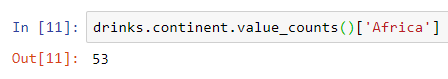 In [11]: drinks.continent.value_counts()['Africa']
Out[11]: 53